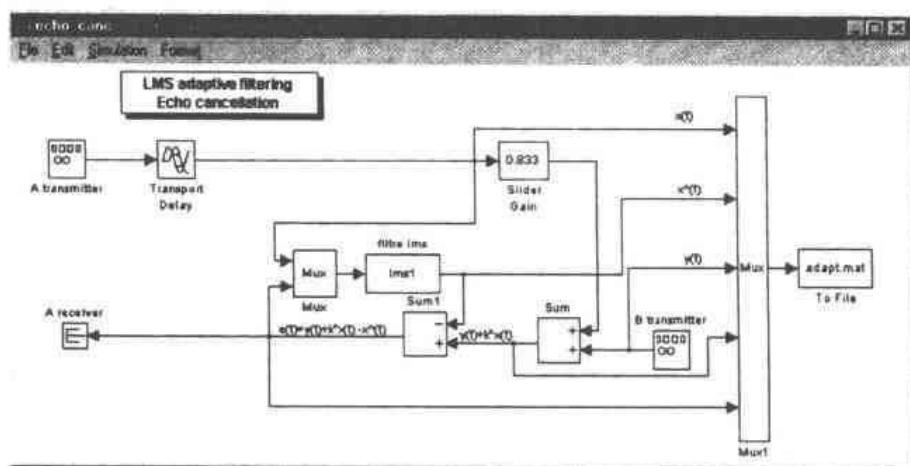 echo canc
File Edit Simulation Format
LMS adaptive filtering
Echo cancellation
x(t)
A transmitter
Transport
Delay
0.833
Slider
Gain
x^(t)
filtre lms
Mux
Mux
lms1
y(t)
Mux
adapt.mat
To File
A receiver
e(t)=y(t)+k*x(t)-x^(t)
Sum1
-
+
y(t)+k*x(t)
Sum
+
+
B transmitter
Mux1